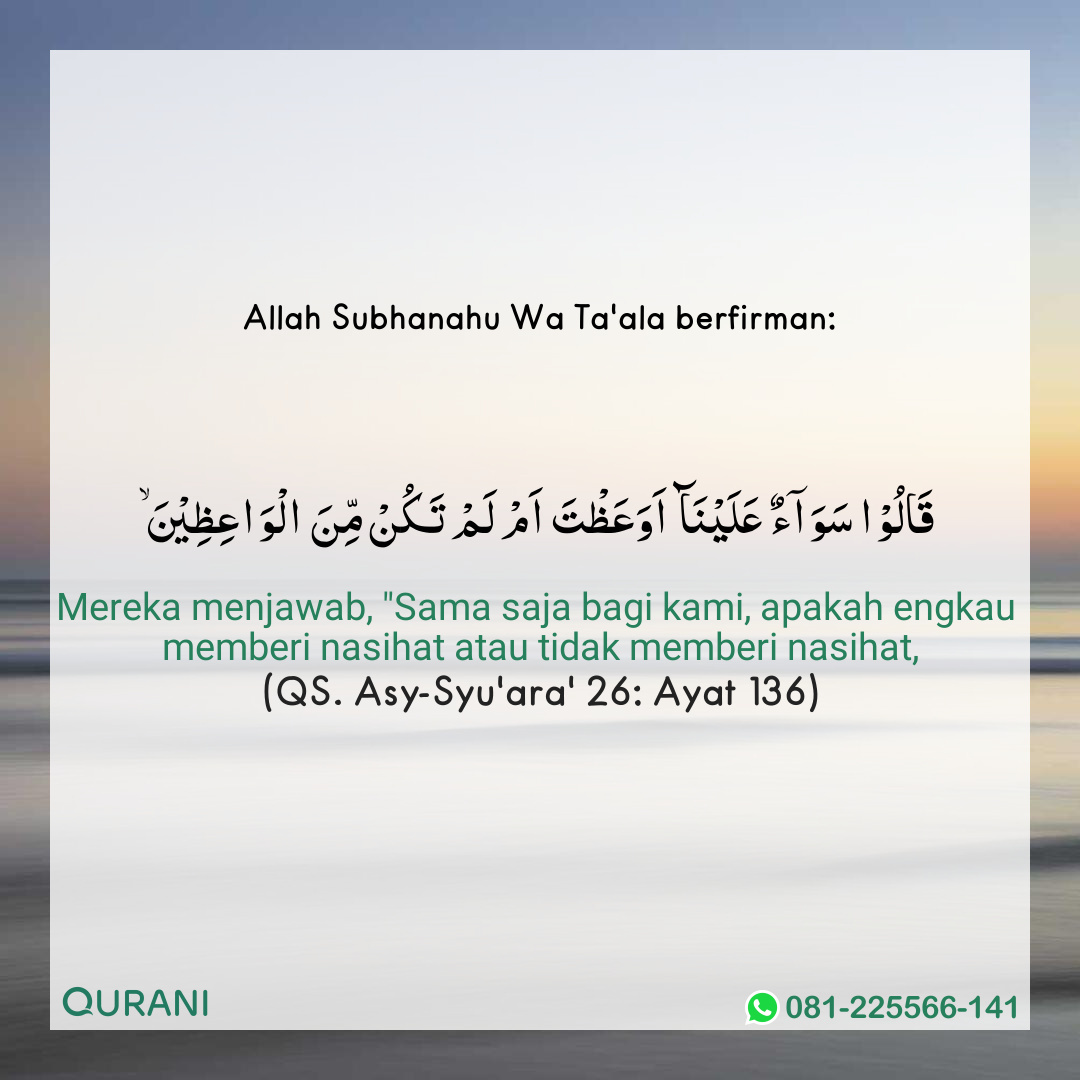 Allah Subhanahu Wa Ta'ala berfirman:
قَالُوْا سَوَآءٌ عَلَيْنَآ اَوَعَظْتَ اَمْ لَمْ تَكُنْ مِّنَ الْوَاعِظِيْنَ ۙ
Mereka menjawab, "Sama saja bagi kami, apakah engkau
memberi nasihat atau tidak memberi nasihat,
(QS. Asy-Syu'ara' 26: Ayat 136)
QURANI
081-225566-141